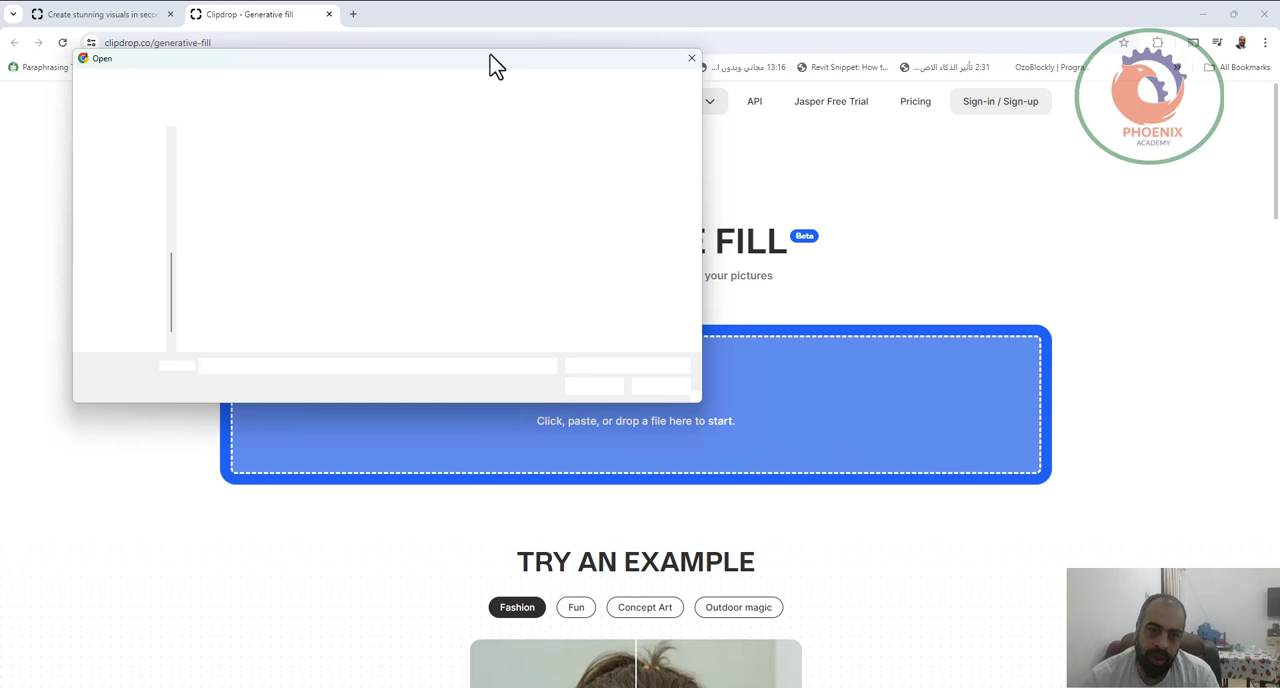 Create stunning visuals in seco
Clipdrop - Generative fill
clipdrop.co/generative-fill
Open
Paraphrasing
13:16 مجاني وبدون ا...
Revit Snippet: How t...
2:31 تأثير الذكاء الاص...
OzoBlockly | Progra...
All Bookmarks
API
Jasper Free Trial
Pricing
Sign-in / Sign-up
PHOENIX
ACADEMY
FILL
Beta
your pictures
Click, paste, or drop a file here to start.
TRY AN EXAMPLE
Fashion
Fun
Concept Art
Outdoor magic